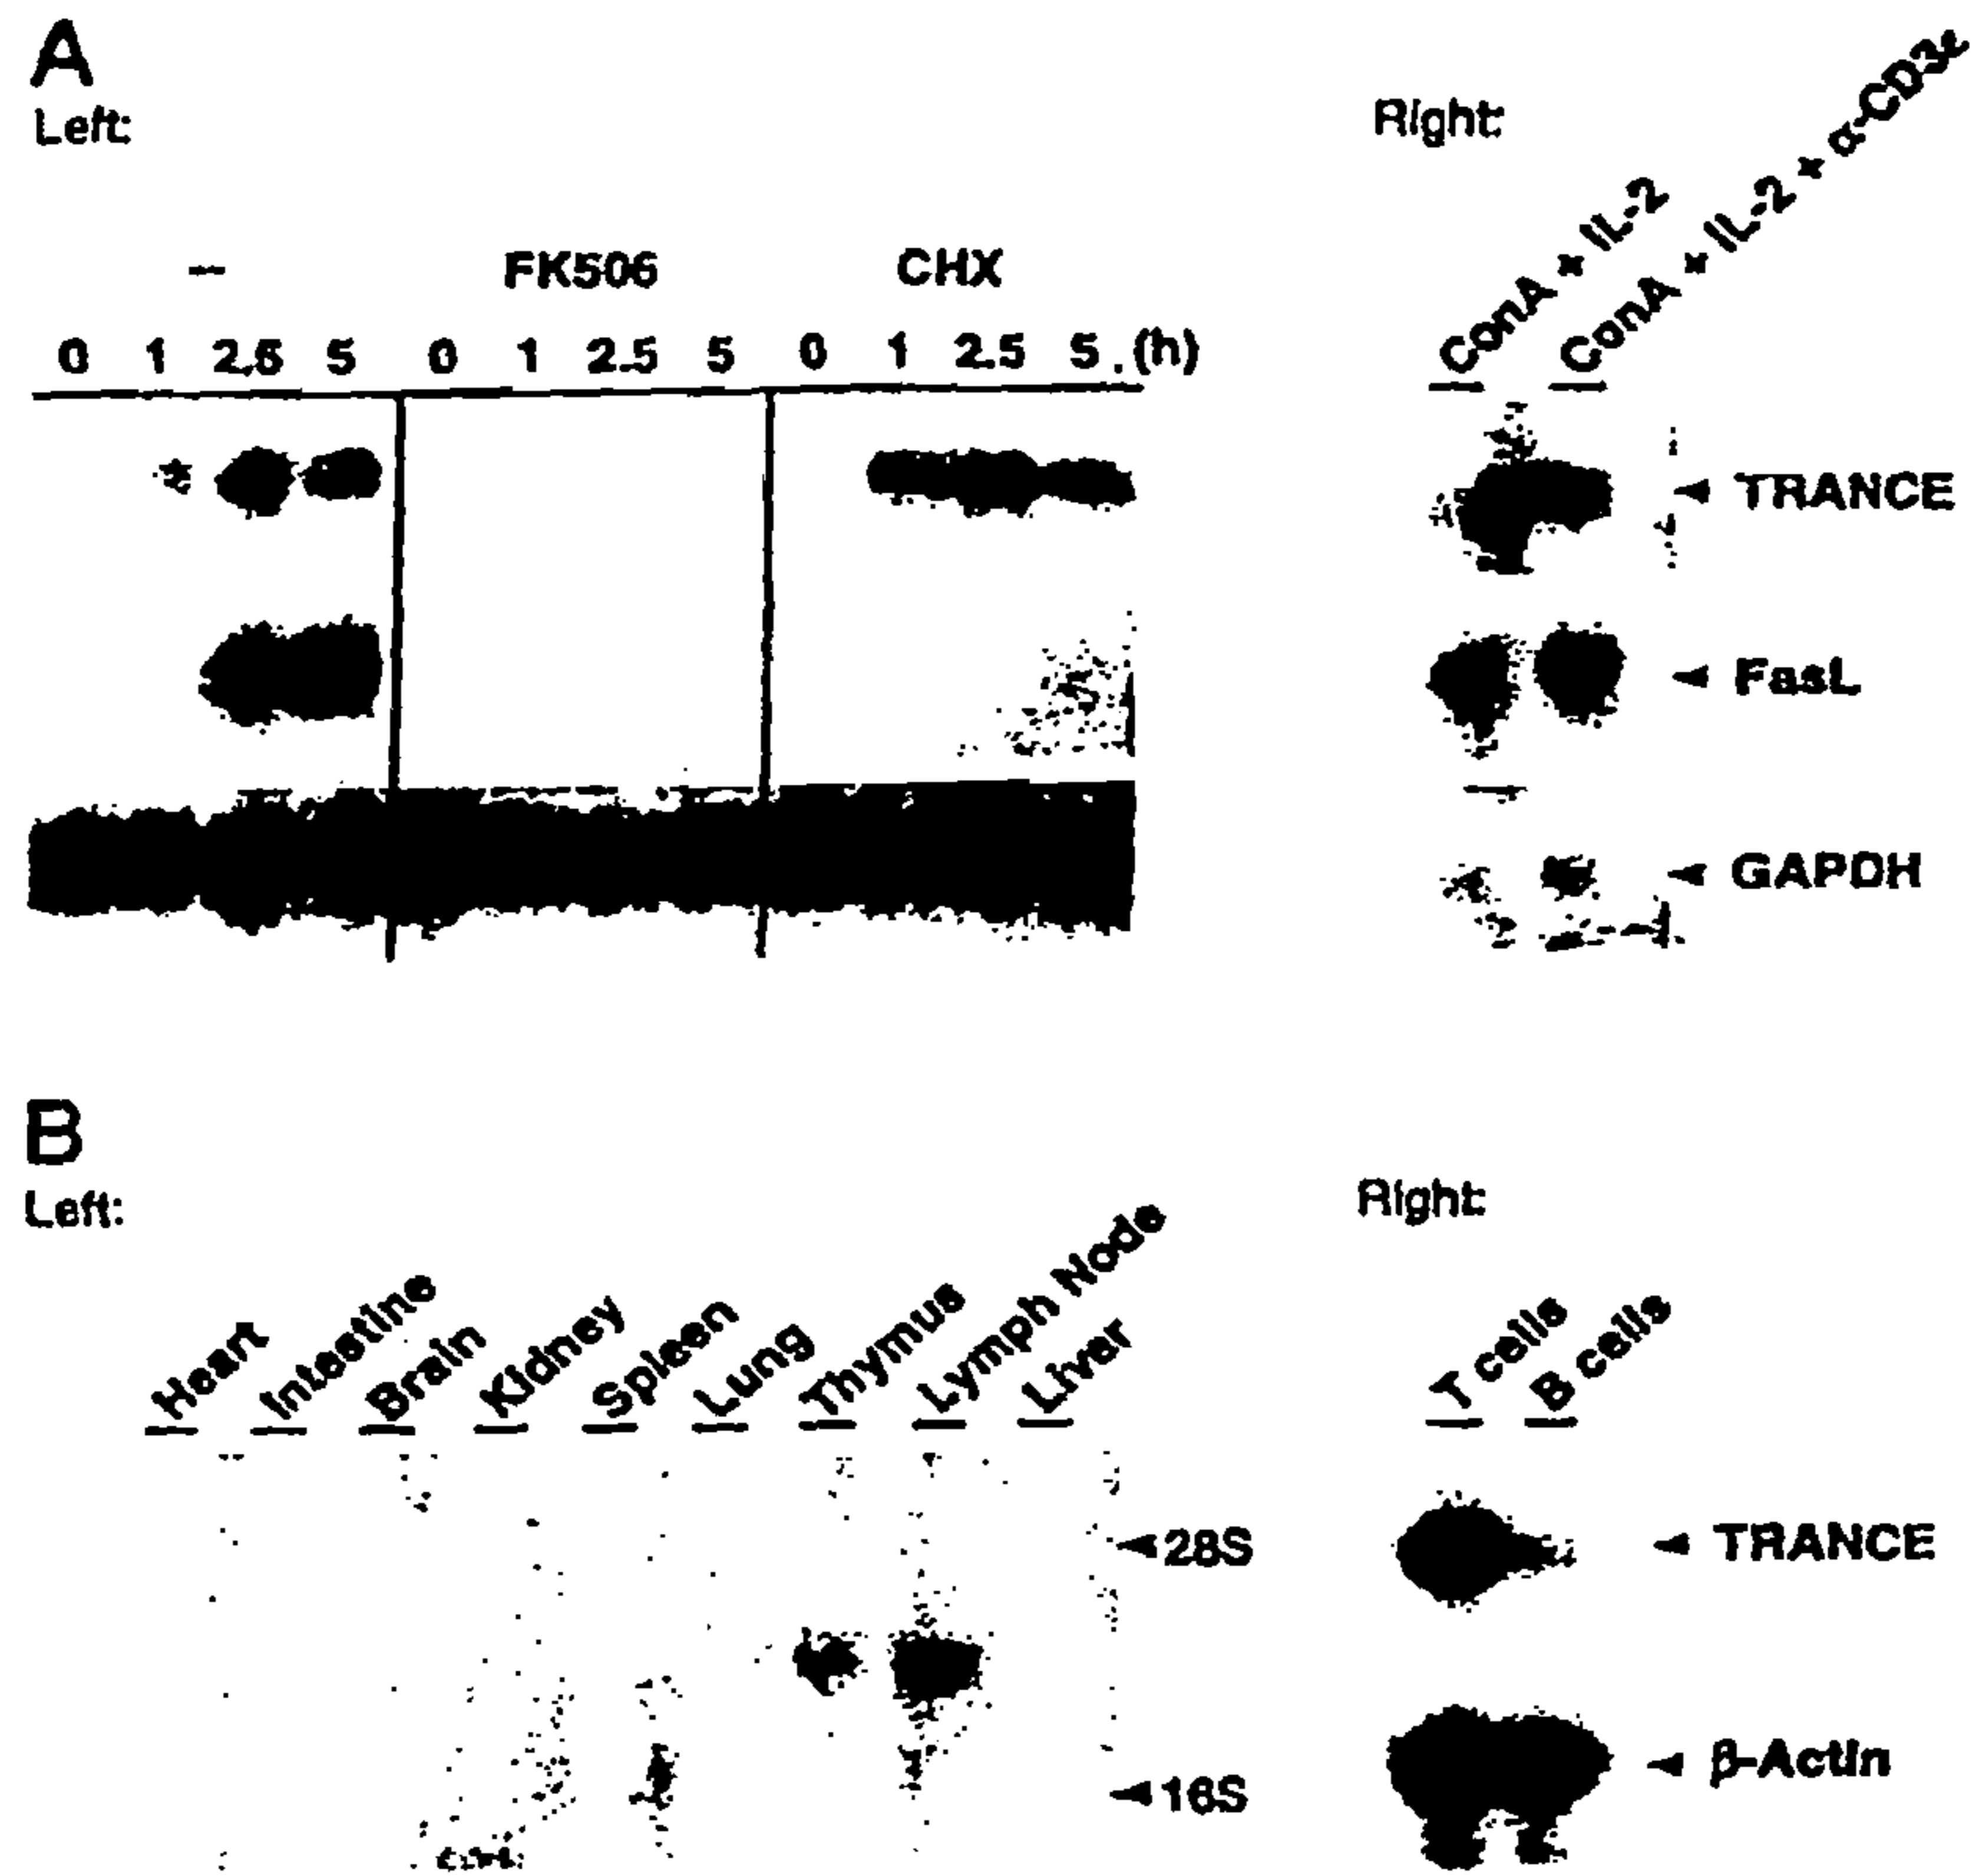 A
Left:
Right:
ConA + IL-2
ConA + IL-2 + α-CD3ε
— FK506 CHX
0 1 2.5 5 0 1 2.5 5 0 1 2.5 5 (h)
TRANCE
FasL
GAPDH
B
Left:
Right:
Heart Intestine Brain Kidney Spleen Lung Thymus Lymph Node Liver
T cells B cells
28S
TRANCE
18S
β-Actin